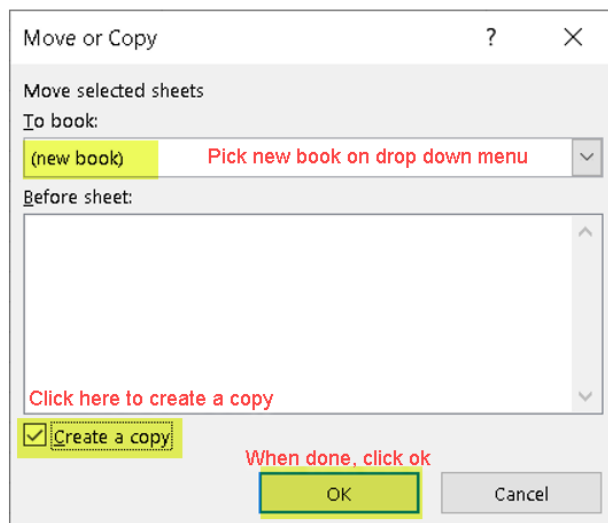 Move or Copy ?
Move selected sheets
To book:
(new book) Pick new book on drop down menu
Before sheet:
Click here to create a copy
Create a copy
When done, click ok
OK Cancel